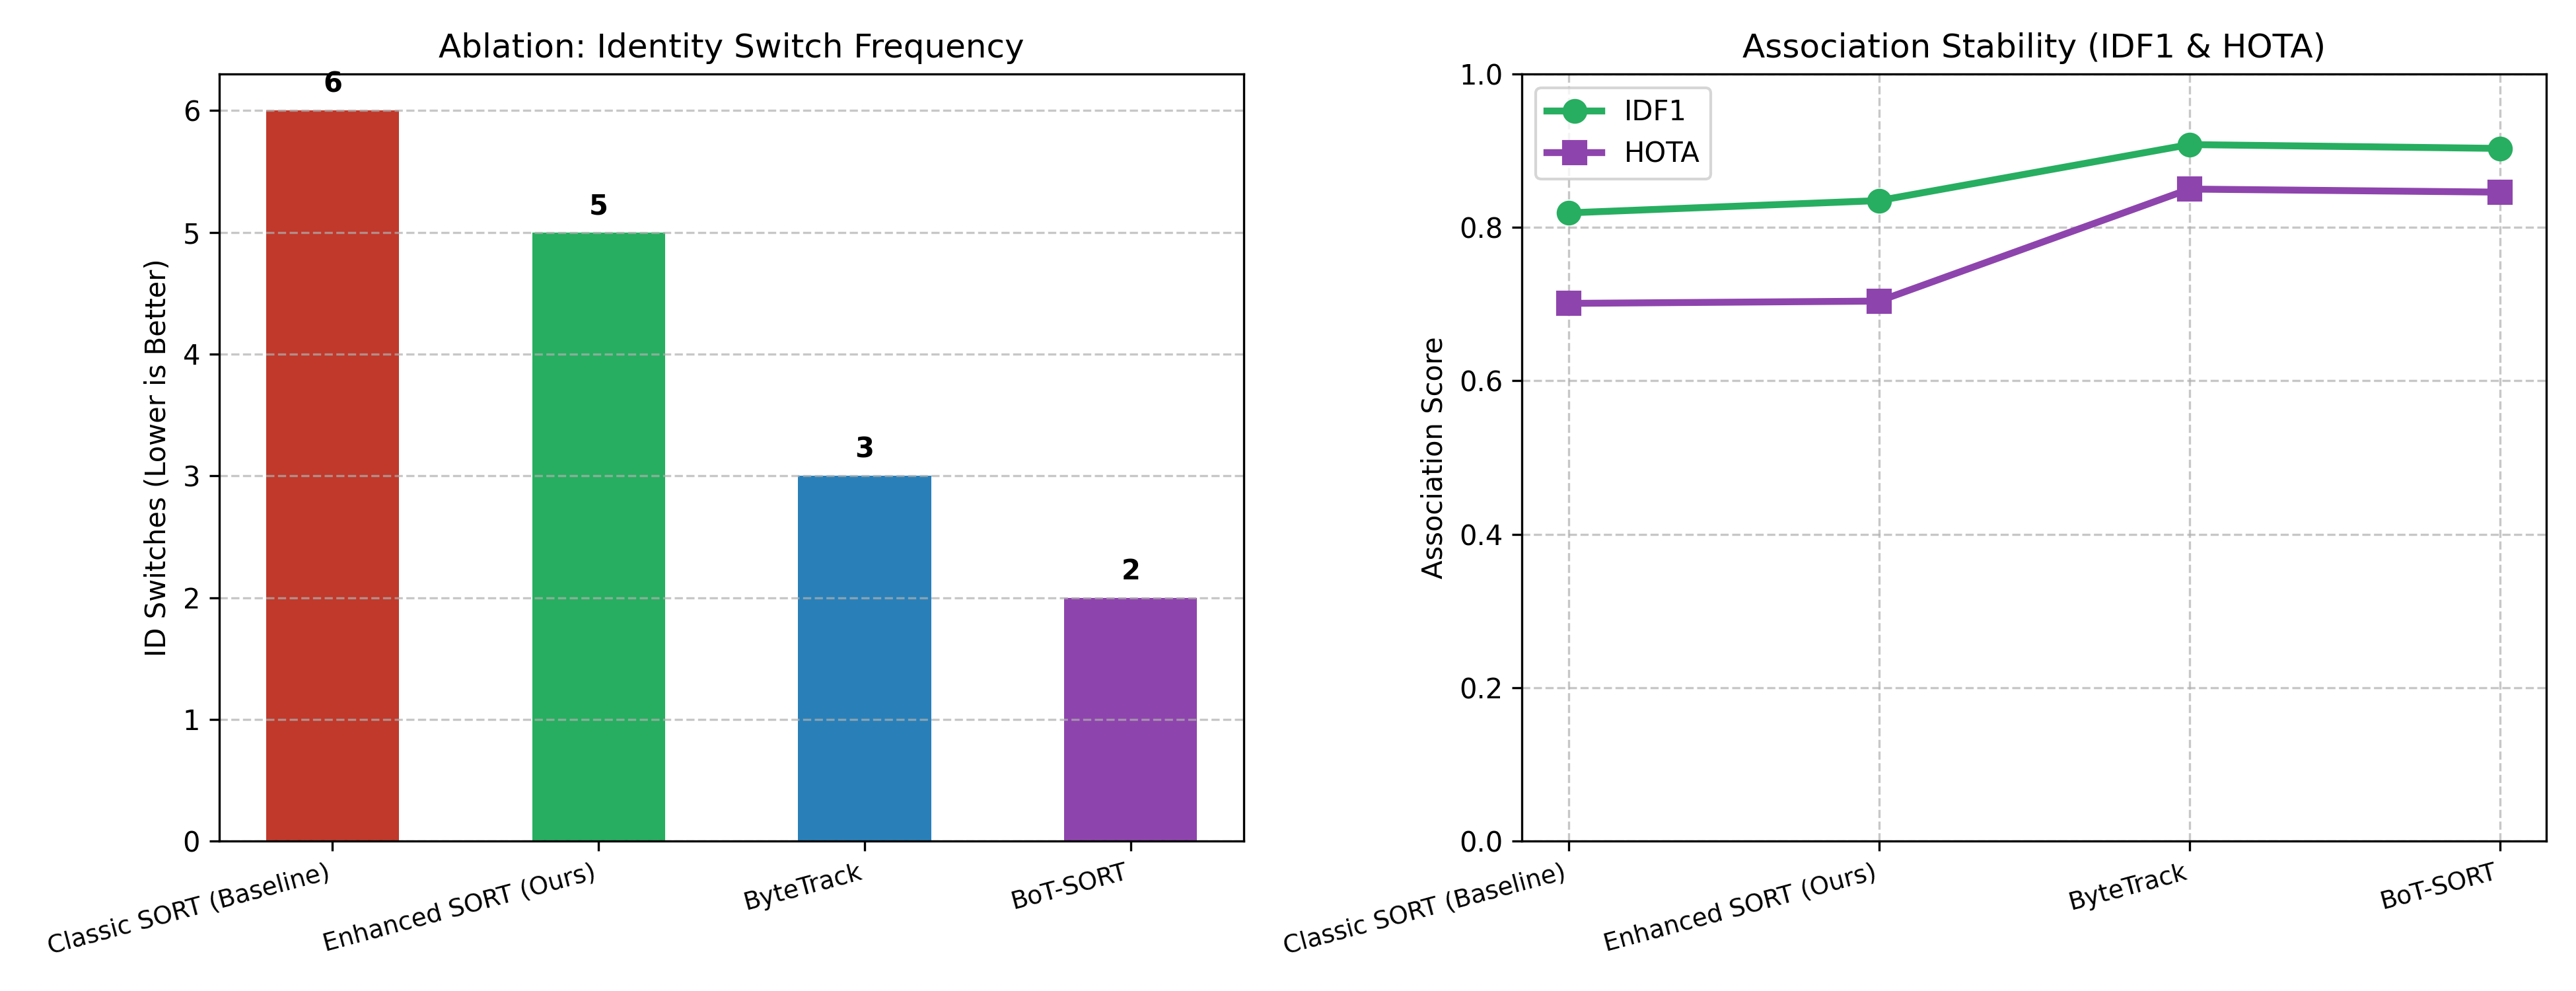 Ablation: Identity Switch Frequency
ID Switches (Lower is Better)
6
5
4
3
2
1
0
6
5
3
2
Classic SORT (Baseline)
Enhanced SORT (Ours)
ByteTrack
BoT-SORT
Association Stability (IDF1 & HOTA)
Association Score
1.0
0.8
0.6
0.4
0.2
0.0
IDF1
HOTA
Classic SORT (Baseline)
Enhanced SORT (Ours)
ByteTrack
BoT-SORT